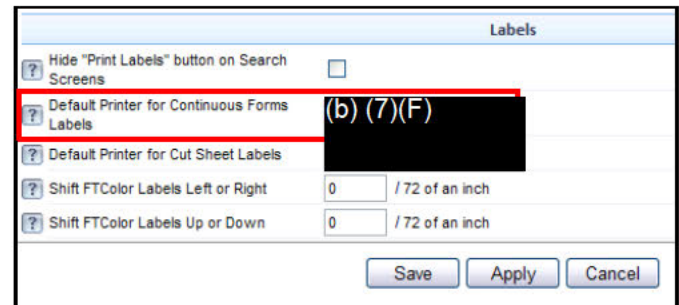 Labels
? Hide "Print Labels" button on Search
Screens
? Default Printer for Continuous Forms
Labels
(b) (7)(F)
? Default Printer for Cut Sheet Labels
? Shift FTColor Labels Left or Right 0 / 72 of an inch
? Shift FTColor Labels Up or Down 0 / 72 of an inch
Save Apply Cancel